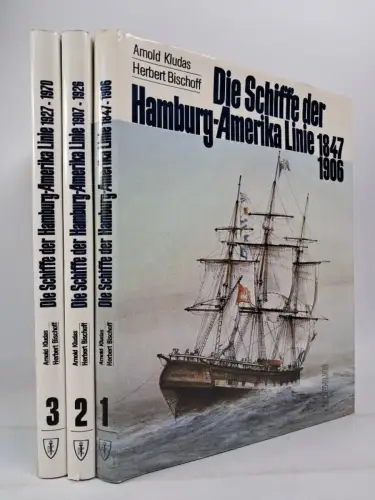 Die Schiffe der Hamburg-Amerika Linie 1927 - 1970
Arnold Kludas
Herbert Bischoff
3
Die Schiffe der Hamburg-Amerika Linie 1907 - 1926
Arnold Kludas
Herbert Bischoff
2
Die Schiffe der Hamburg-Amerika Linie 1847 - 1906
Arnold Kludas
Herbert Bischoff
1
Arnold Kludas
Herbert Bischoff
Die Schiffe der
Hamburg-Amerika Linie 1847
1906